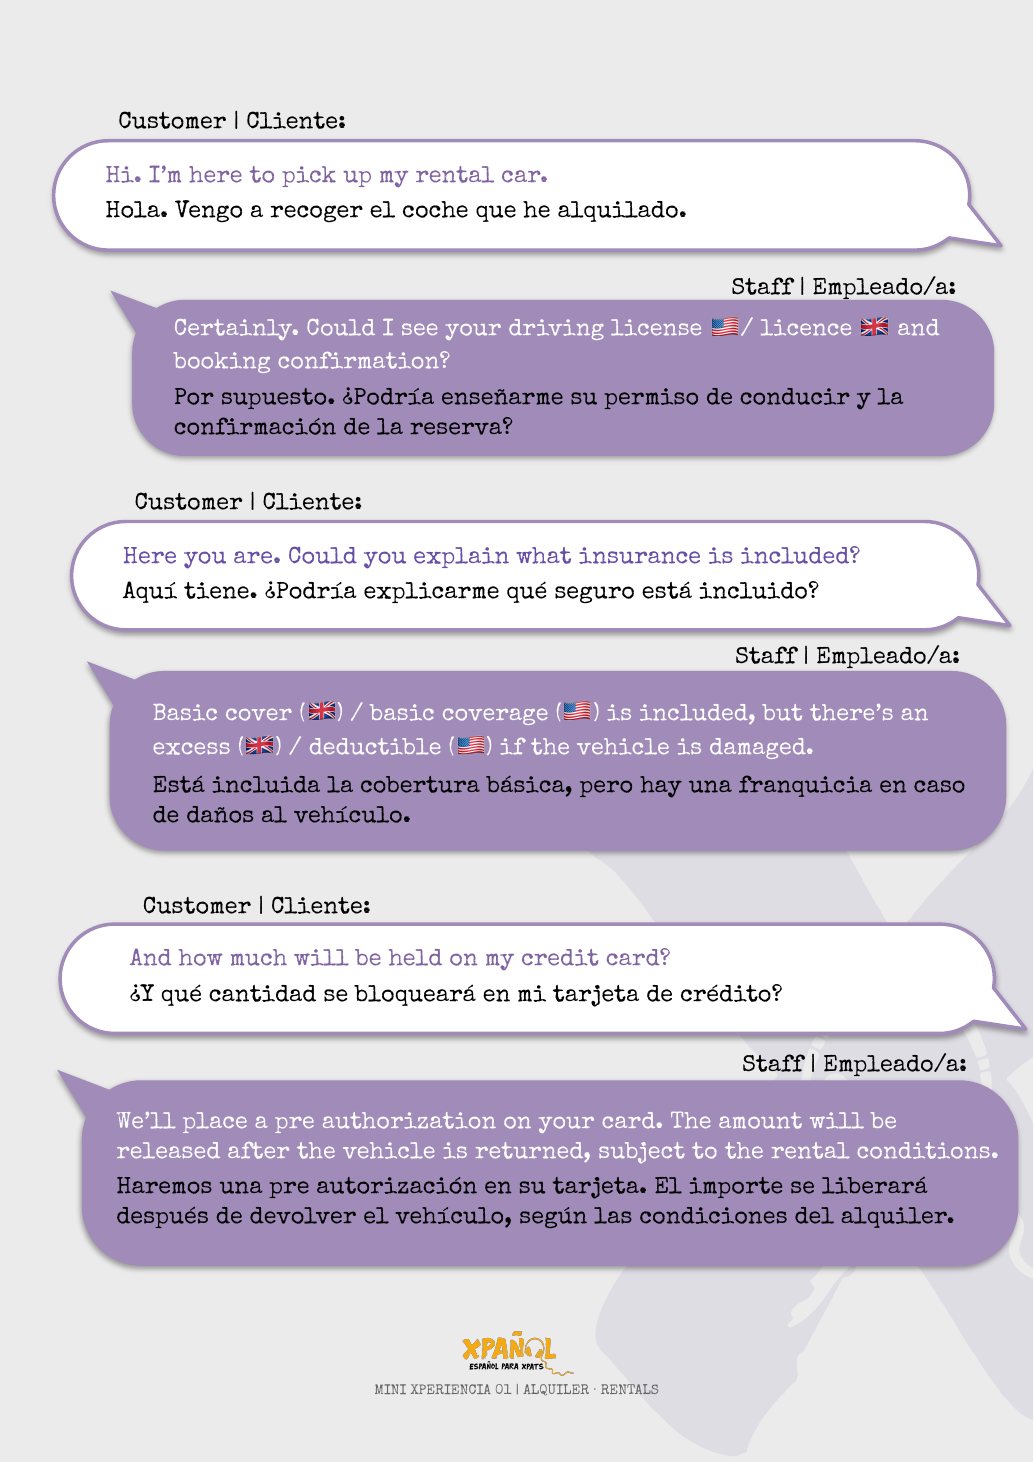 Customer | Cliente:
Hi. I'm here to pick up my rental car.
Hola. Vengo a recoger el coche que he alquilado.
Staff | Empleado/a:
Certainly. Could I see your driving license 🇺🇸/ licence 🇬🇧 and
booking confirmation?
Por supuesto. ¿Podría enseñarme su permiso de conducir y la
confirmación de la reserva?
Customer | Cliente:
Here you are. Could you explain what insurance is included?
Aquí tiene. ¿Podría explicarme qué seguro está incluido?
Staff | Empleado/a:
Basic cover (🇬🇧) / basic coverage (🇺🇸) is included, but there's an
excess (🇬🇧) / deductible (🇺🇸) if the vehicle is damaged.
Está incluida la cobertura básica, pero hay una franquicia en caso
de daños al vehículo.
Customer | Cliente:
And how much will be held on my credit card?
¿Y qué cantidad se bloqueará en mi tarjeta de crédito?
Staff | Empleado/a:
We'll place a pre authorization on your card. The amount will be
released after the vehicle is returned, subject to the rental conditions.
Haremos una pre autorización en su tarjeta. El importe se liberará
después de devolver el vehículo, según las condiciones del alquiler.
XPAÑOL
ESPAÑOL PARA XPATS
MINI XPERIENCIA 01 | ALQUILER · RENTALS